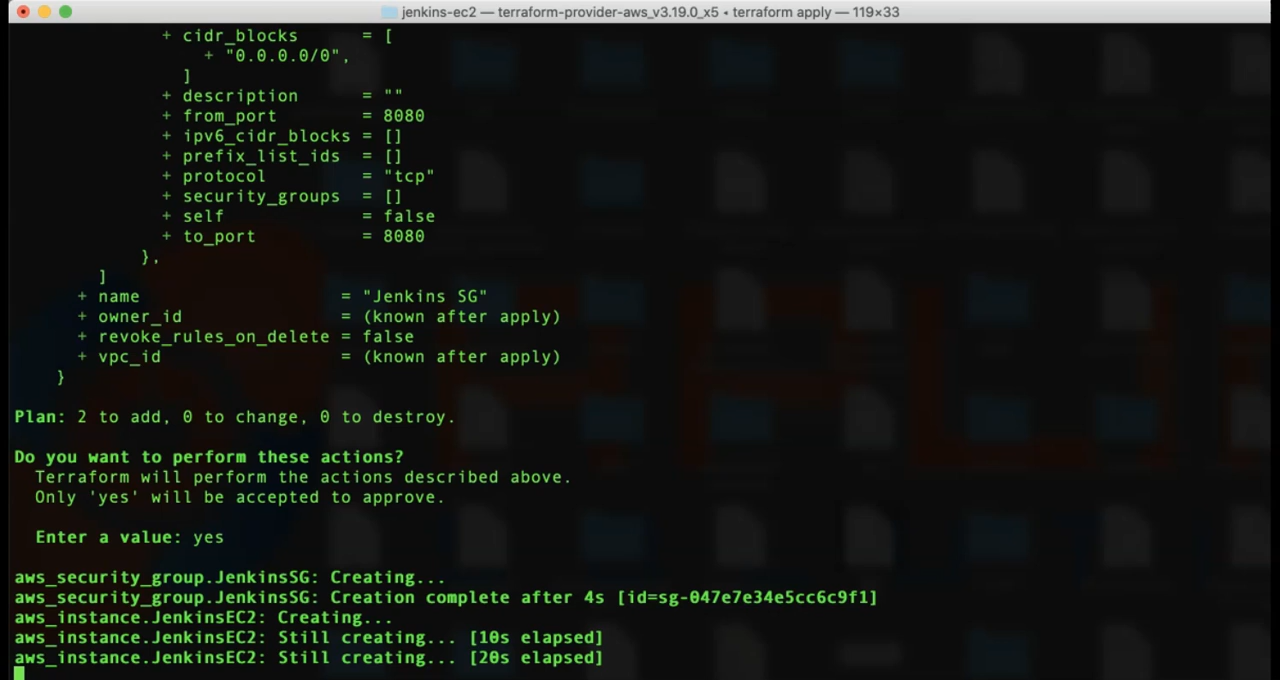 jenkins-ec2 — terraform-provider-aws_v3.19.0_x5 • terraform apply — 119×33
+ cidr_blocks      = [
+ "0.0.0.0/0",
]
+ description      = ""
+ from_port        = 8080
+ ipv6_cidr_blocks = []
+ prefix_list_ids  = []
+ protocol         = "tcp"
+ security_groups  = []
+ self             = false
+ to_port          = 8080
},
]
+ name                   = "Jenkins SG"
+ owner_id               = (known after apply)
+ revoke_rules_on_delete = false
+ vpc_id                 = (known after apply)
}
Plan: 2 to add, 0 to change, 0 to destroy.
Do you want to perform these actions?
Terraform will perform the actions described above.
Only 'yes' will be accepted to approve.
Enter a value: yes
aws_security_group.JenkinsSG: Creating...
aws_security_group.JenkinsSG: Creation complete after 4s [id=sg-047e7e34e5cc6c9f1]
aws_instance.JenkinsEC2: Creating...
aws_instance.JenkinsEC2: Still creating... [10s elapsed]
aws_instance.JenkinsEC2: Still creating... [20s elapsed]